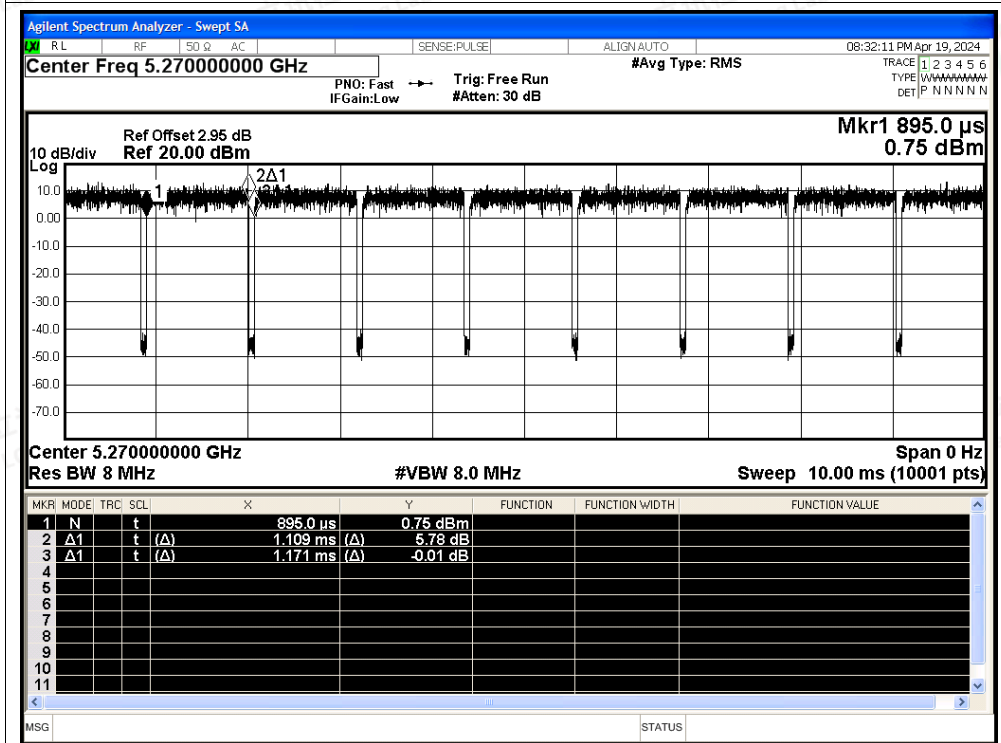 Agilent Spectrum Analyzer - Swept SA
LXI RL RF 50 Ω AC SENSE:PULSE ALIGN AUTO 08:32:11 PM Apr 19, 2024
Center Freq 5.270000000 GHz #Avg Type: RMS TRACE 1 2 3 4 5 6
PNO: Fast Trig: Free Run TYPE
IFGain:Low #Atten: 30 dB DET P N N N N N
Mkr1 895.0 µs
Ref Offset 2.95 dB
10 dB/div Ref 20.00 dBm 0.75 dBm
Log
2Δ1
10.0
1
0.00
-10.0
-20.0
-30.0
-40.0
-50.0
-60.0
-70.0
Center 5.270000000 GHz Span 0 Hz
Res BW 8 MHz #VBW 8.0 MHz Sweep 10.00 ms (10001 pts)
MKR MODE TRC SCL X Y FUNCTION FUNCTION WIDTH FUNCTION VALUE
1 N t 895.0 µs 0.75 dBm
2 Δ1 t (Δ) 1.109 ms (Δ) 5.78 dB
3 Δ1 t (Δ) 1.171 ms (Δ) -0.01 dB
4
5
6
7
8
9
10
11
MSG STATUS